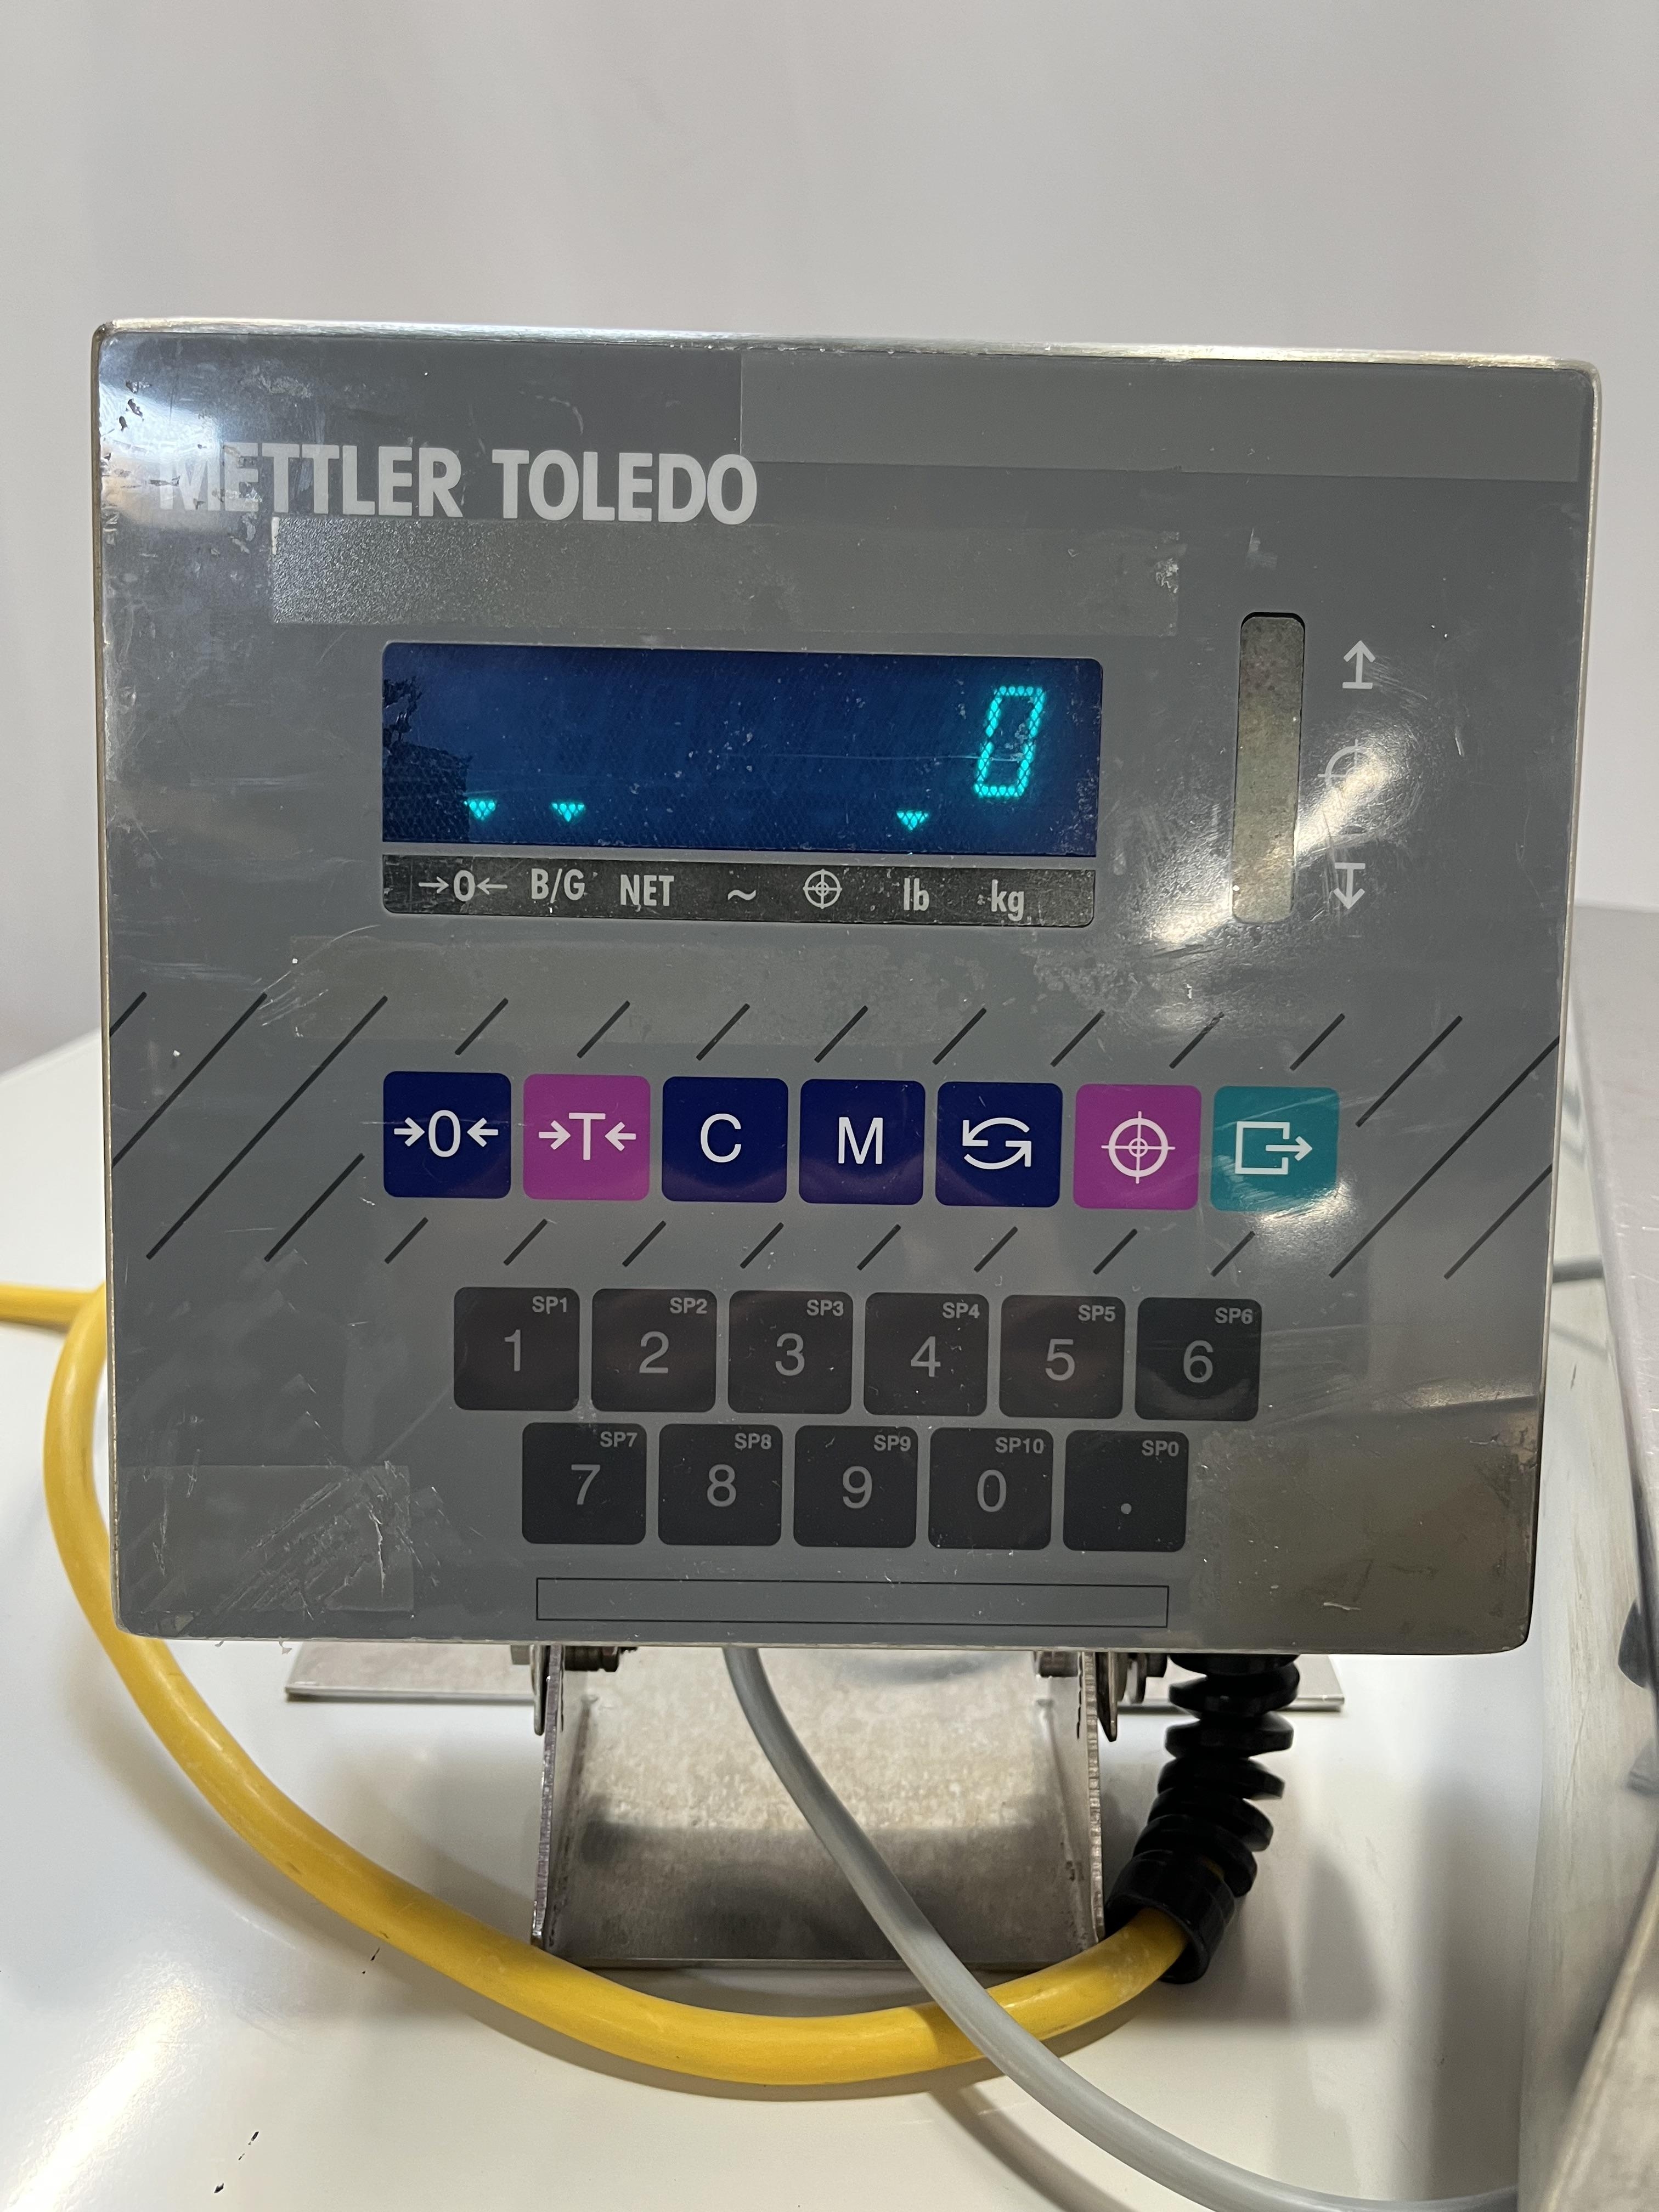 METTLER TOLEDO
0
→0← B/G NET ~ lb kg
→0← →T← C M
SP1 SP2 SP3 SP4 SP5 SP6
1 2 3 4 5 6
SP7 SP8 SP9 SP10 SP0
7 8 9 0 .